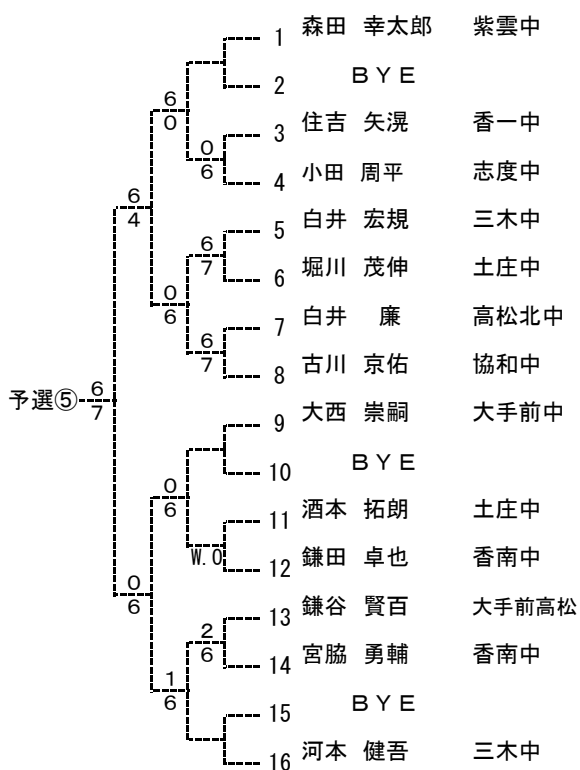 1 森田 幸太郎 紫雲中
2 BYE
6
0
3 住吉 矢滉 香一中
0
6
4 小田 周平 志度中
6
4
5 白井 宏規 三木中
6
7
6 堀川 茂伸 土庄中
0
6
7 白井 廉 高松北中
6
7
8 古川 京佑 協和中
予選⑤
6
7
9 大西 崇嗣 大手前中
10 BYE
0
6
11 酒本 拓朗 土庄中
W.O
12 鎌田 卓也 香南中
0
6
13 鎌谷 賢百 大手前高松
2
6
14 宮脇 勇輔 香南中
1
6
15 BYE
16 河本 健吾 三木中